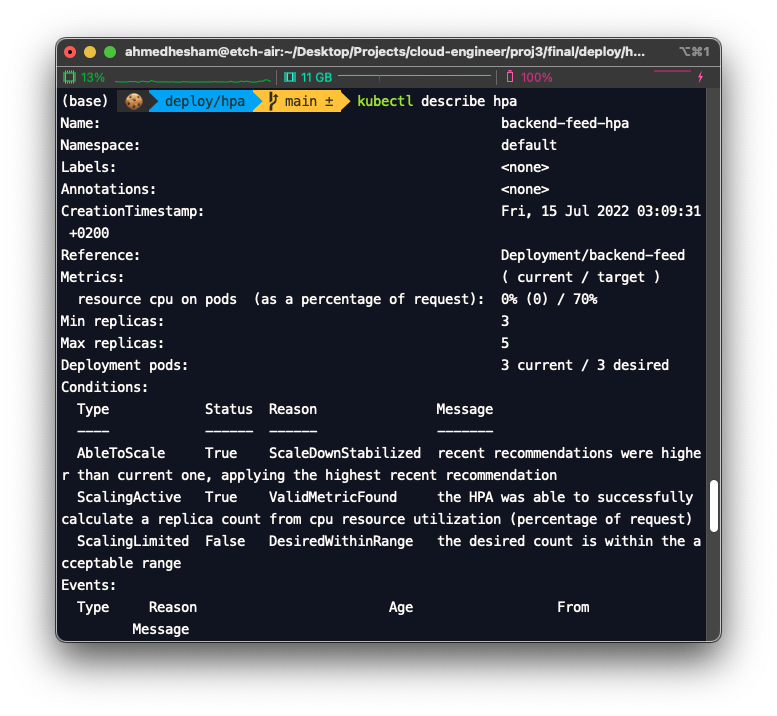 ahmedhesham@etch-air:~/Desktop/Projects/cloud-engineer/proj3/final/deploy/h... ⌥⌘1
13% 11 GB 100%
(base) 🍪 deploy/hpa main ± kubectl describe hpa
Name: backend-feed-hpa
Namespace: default
Labels: <none>
Annotations: <none>
CreationTimestamp: Fri, 15 Jul 2022 03:09:31
+0200
Reference: Deployment/backend-feed
Metrics: ( current / target )
resource cpu on pods (as a percentage of request): 0% (0) / 70%
Min replicas: 3
Max replicas: 5
Deployment pods: 3 current / 3 desired
Conditions:
Type Status Reason Message
---- ------ ------ -------
AbleToScale True ScaleDownStabilized recent recommendations were highe
r than current one, applying the highest recent recommendation
ScalingActive True ValidMetricFound the HPA was able to successfully
calculate a replica count from cpu resource utilization (percentage of request)
ScalingLimited False DesiredWithinRange the desired count is within the a
cceptable range
Events:
Type Reason Age From
Message